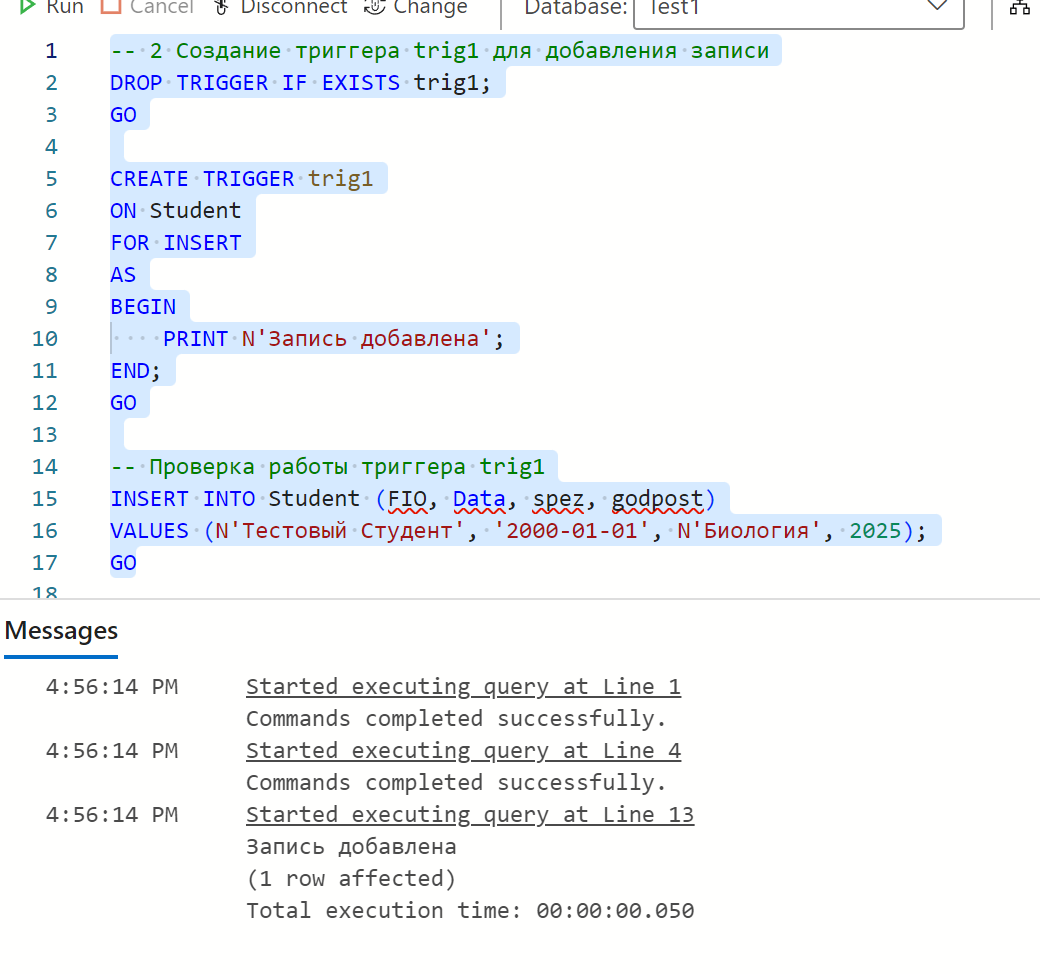 Run Cancel Disconnect Change Database: Test1
1 -- 2 Создание триггера trig1 для добавления записи
2 DROP TRIGGER IF EXISTS trig1;
3 GO
4
5 CREATE TRIGGER trig1
6 ON Student
7 FOR INSERT
8 AS
9 BEGIN
10 PRINT N'Запись добавлена';
11 END;
12 GO
13
14 -- Проверка работы триггера trig1
15 INSERT INTO Student (FIO, Data, spez, godpost)
16 VALUES (N'Тестовый Студент', '2000-01-01', N'Биология', 2025);
17 GO
18
Messages
4:56:14 PM Started executing query at Line 1
Commands completed successfully.
4:56:14 PM Started executing query at Line 4
Commands completed successfully.
4:56:14 PM Started executing query at Line 13
Запись добавлена
(1 row affected)
Total execution time: 00:00:00.050